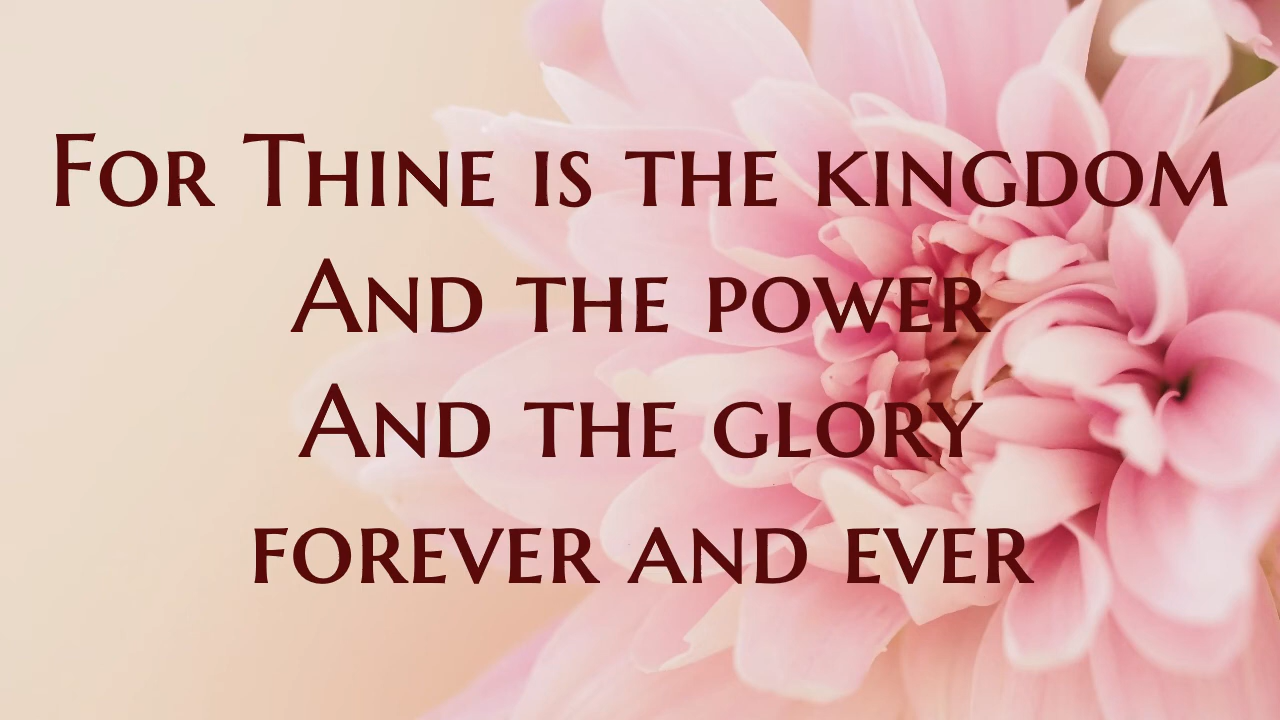 For Thine is the kingdom
And the power
And the glory
forever and ever